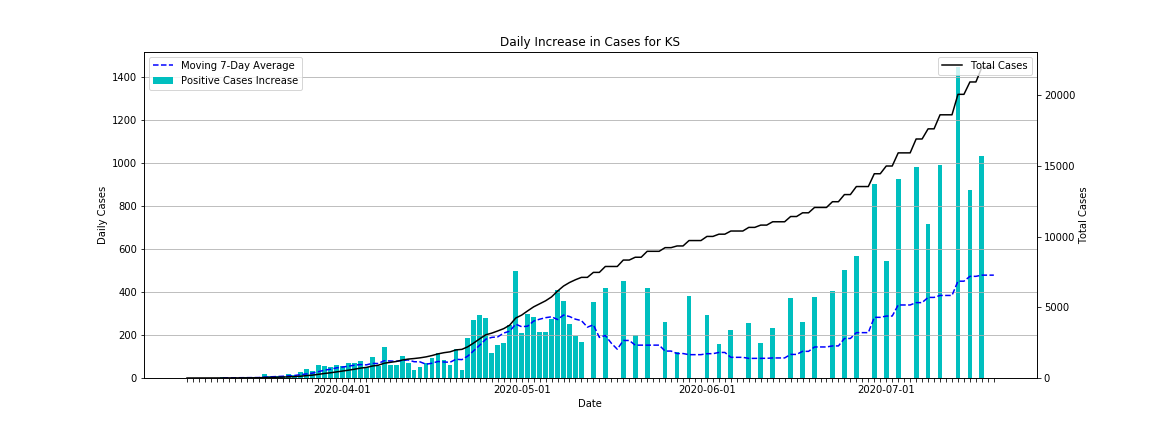 Daily Increase in Cases for KS
Moving 7-Day Average
Positive Cases Increase
Total Cases
1400
1200
1000
800
600
400
200
0
Daily Cases
20000
15000
10000
5000
0
Total Cases
2020-04-01
2020-05-01
2020-06-01
2020-07-01
Date